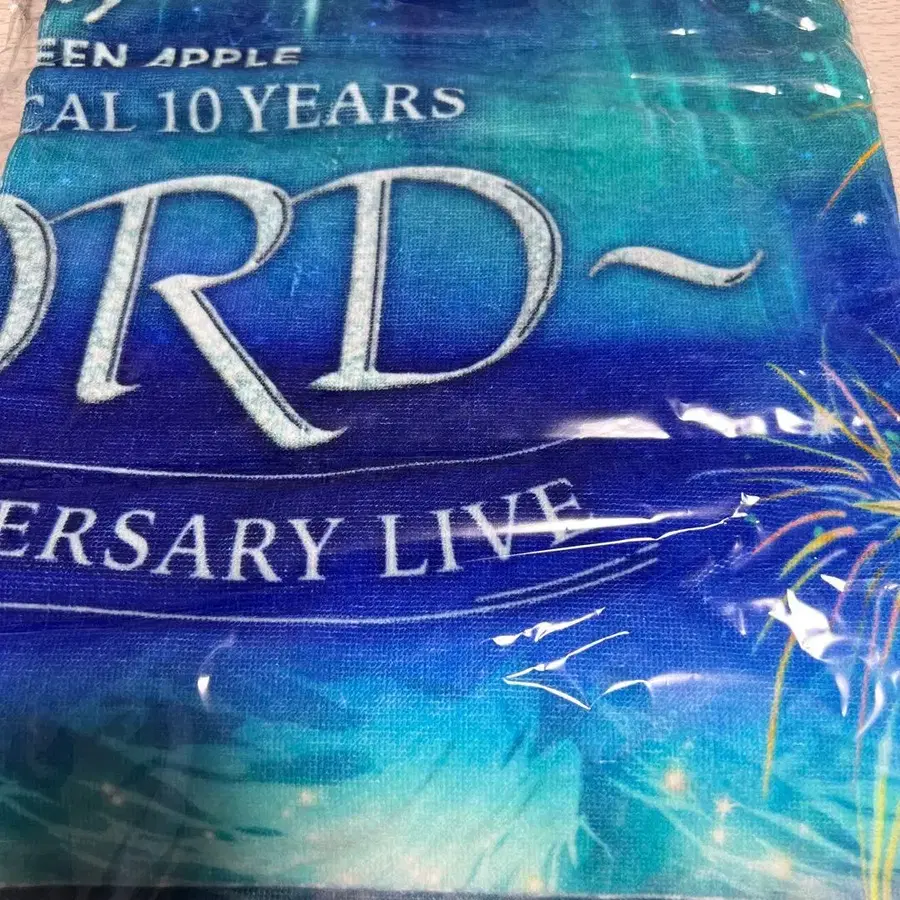 EEN APPLE
CAL 10 YEARS
ORD~
ERSARY LIVE